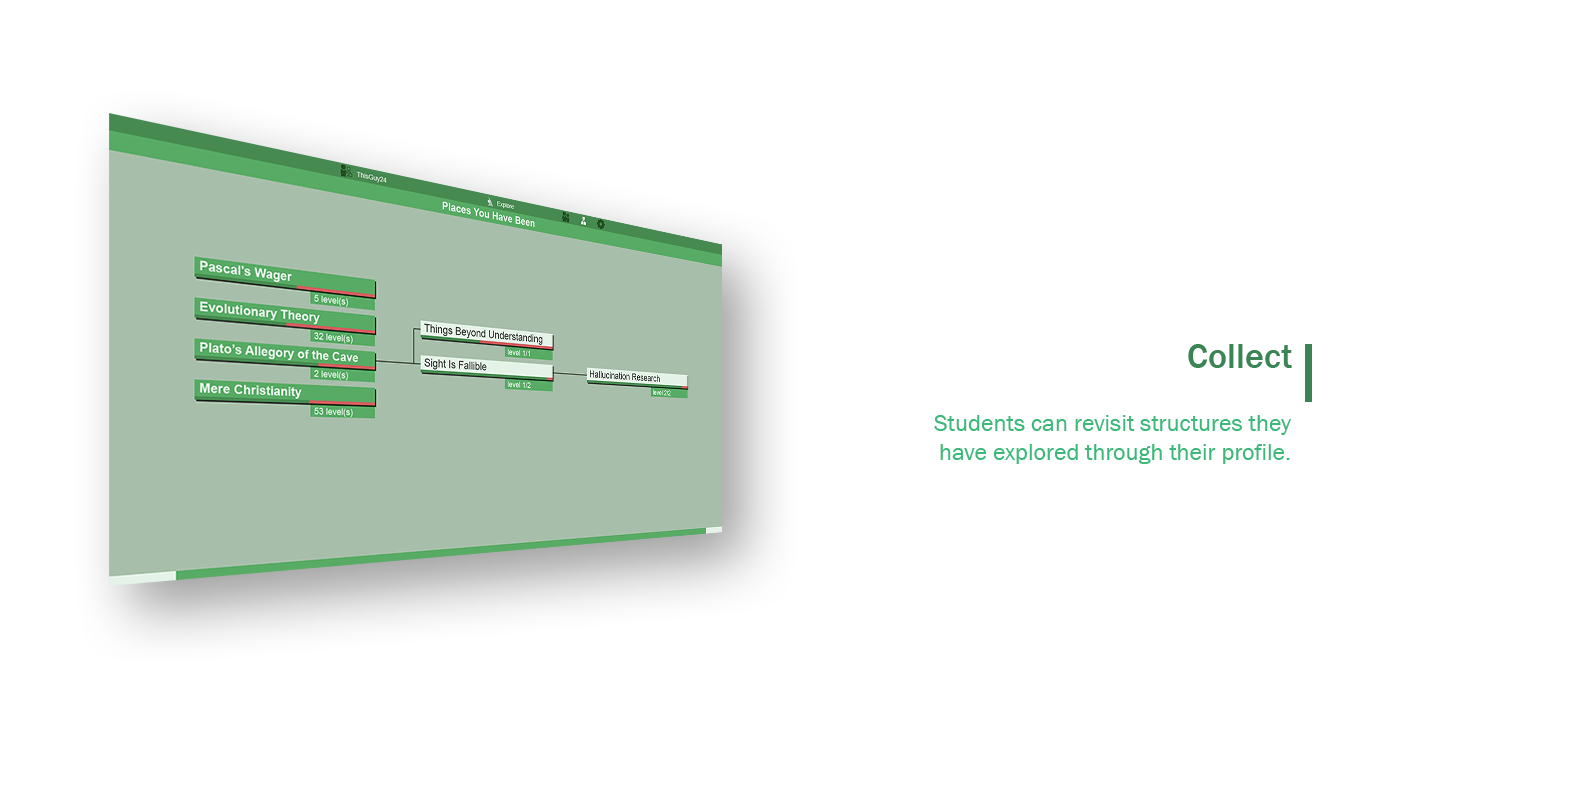 ThisGuy24
Explore
Places You Have Been
Pascal's Wager
5 level(s)
Evolutionary Theory
32 level(s)
Plato's Allegory of the Cave
2 level(s)
Mere Christianity
53 level(s)
Things Beyond Understanding
level 1/1
Sight Is Fallible
level 1/2
Hallucination Research
level 2/2
Collect
Students can revisit structures they
have explored through their profile.